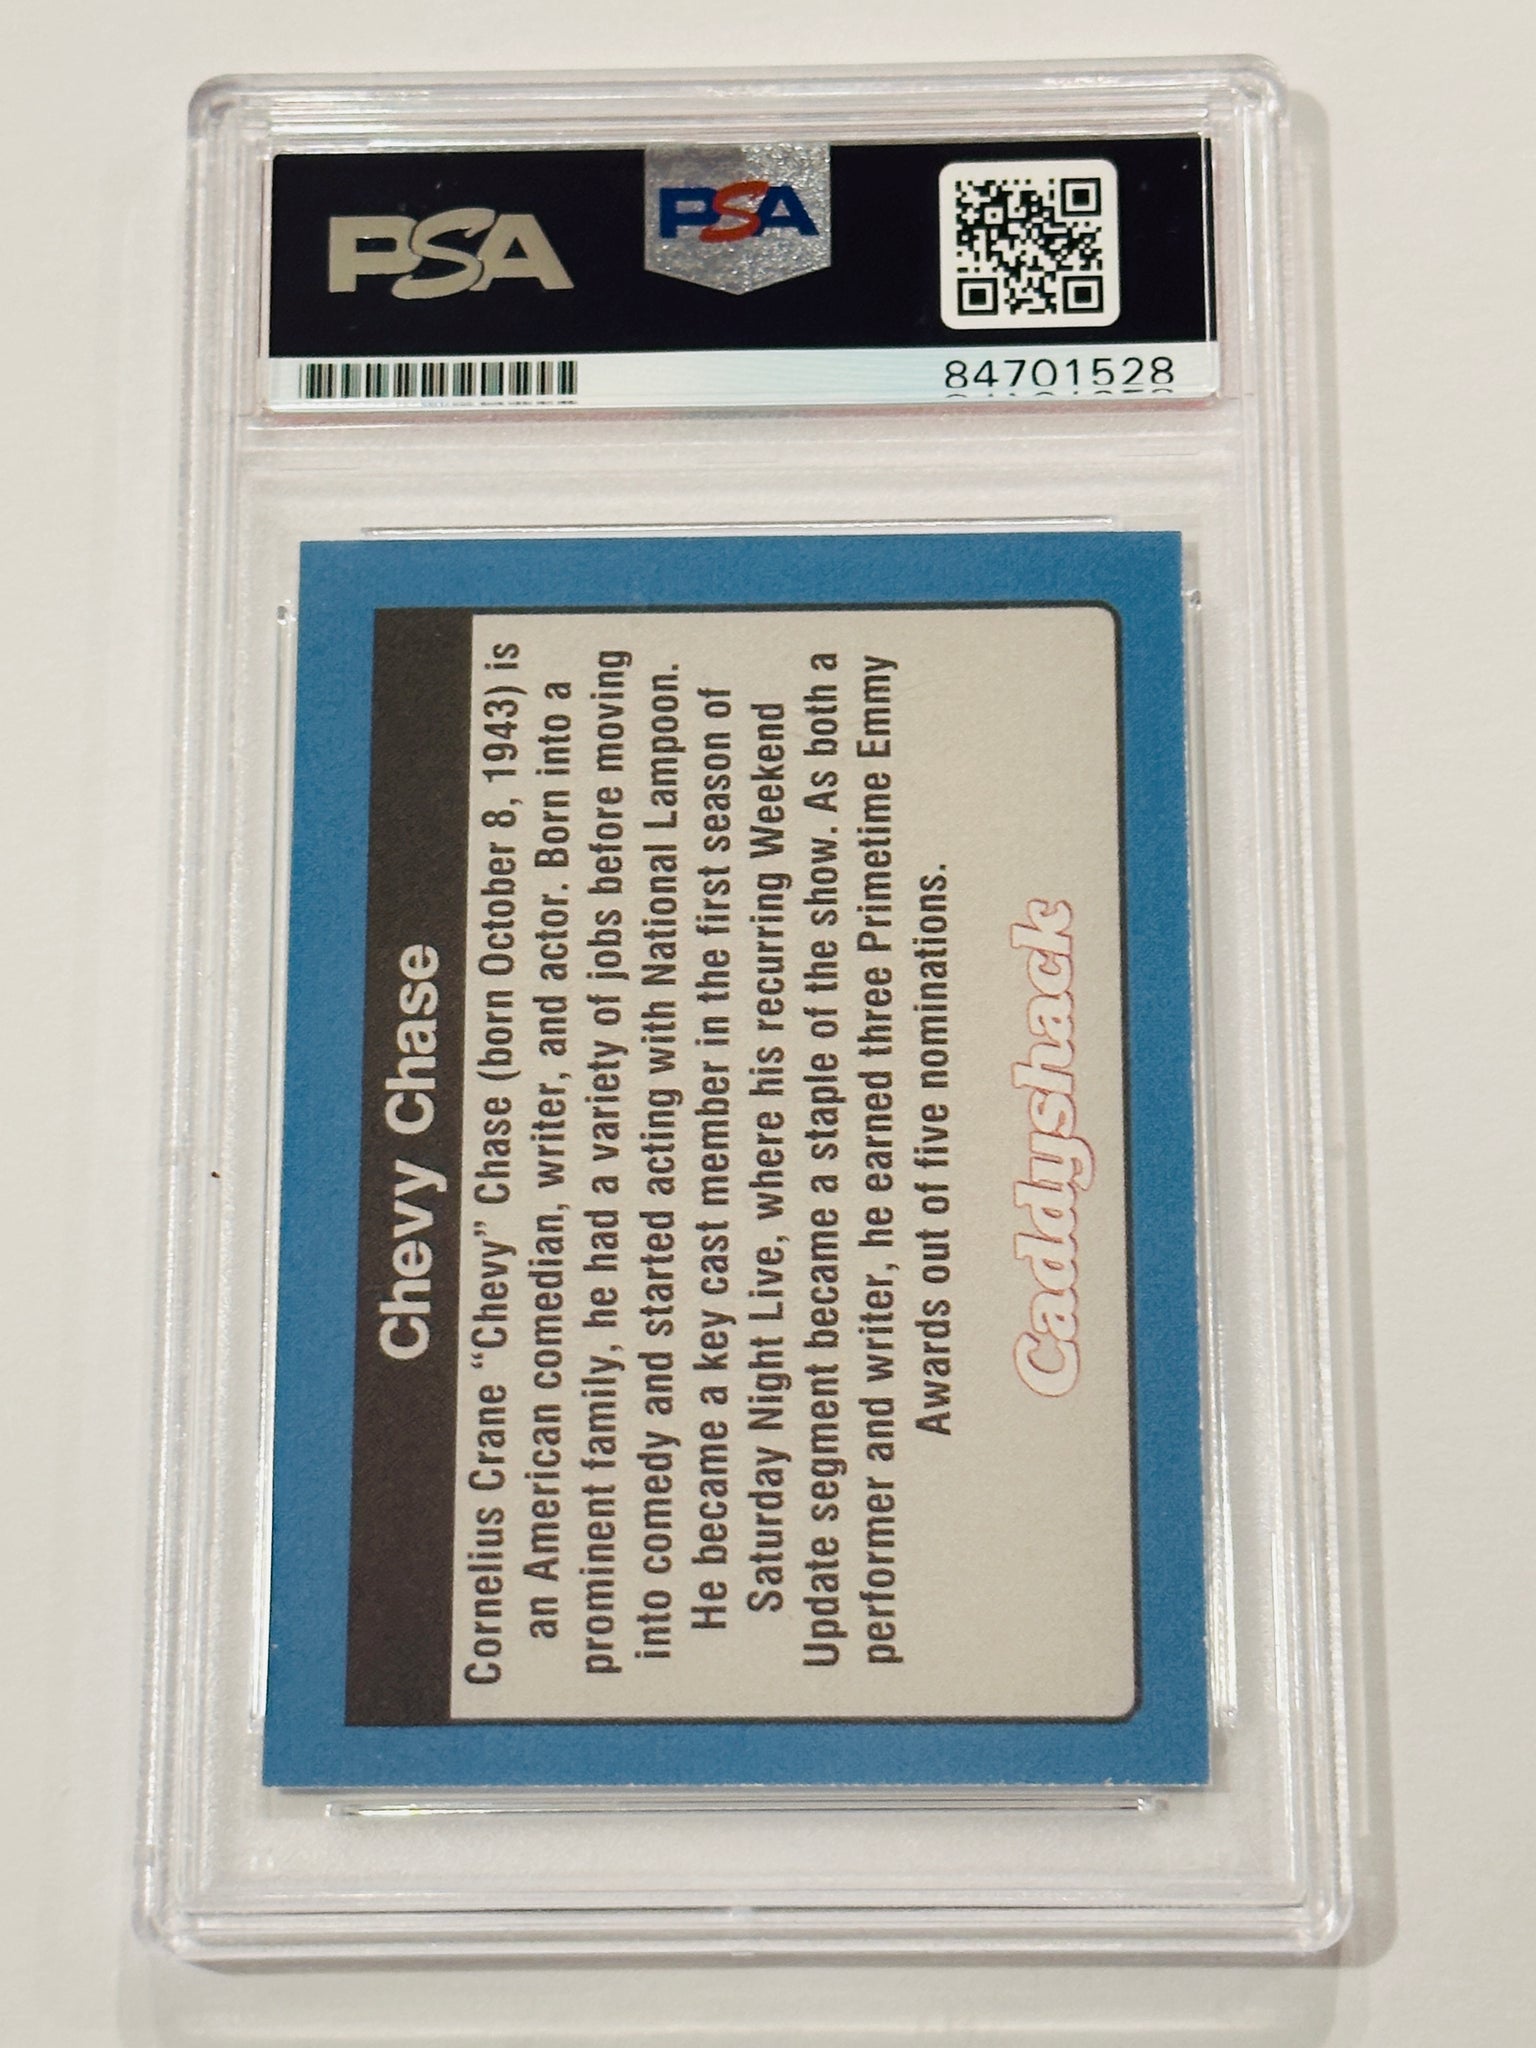 PSA
PSA
84701528
Chevy Chase
Cornelius Crane “Chevy” Chase (born October 8, 1943) is
an American comedian, writer, and actor. Born into a
prominent family, he had a variety of jobs before moving
into comedy and started acting with National Lampoon.
He became a key cast member in the first season of
Saturday Night Live, where his recurring Weekend
Update segment became a staple of the show. As both a
performer and writer, he earned three Primetime Emmy
Awards out of five nominations.
Caddyshack